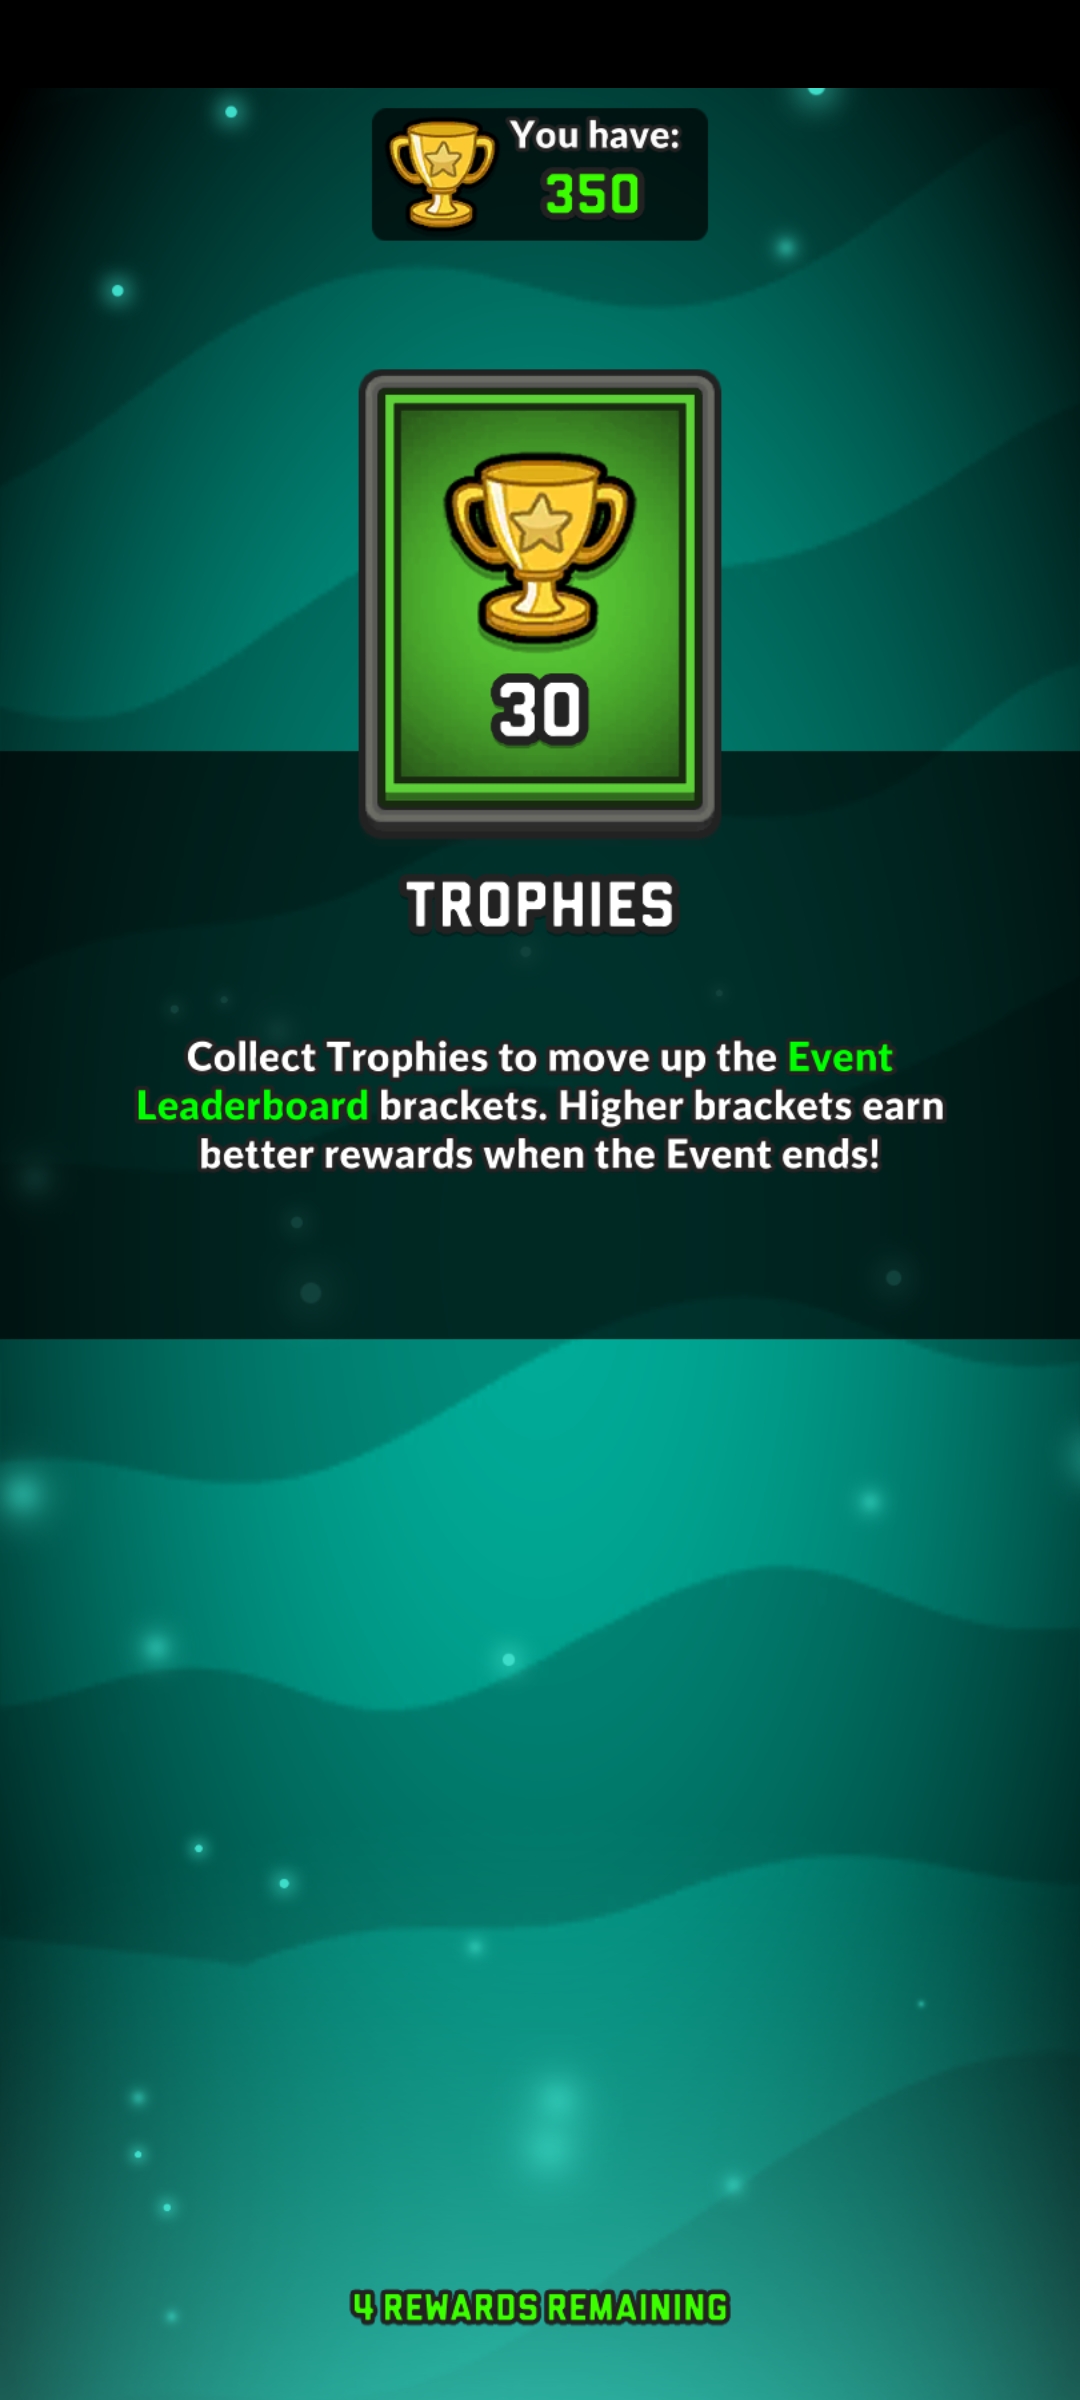 You have:
350
30
TROPHIES
Collect Trophies to move up the Event
Leaderboard brackets. Higher brackets earn
better rewards when the Event ends!
4 REWARDS REMAINING